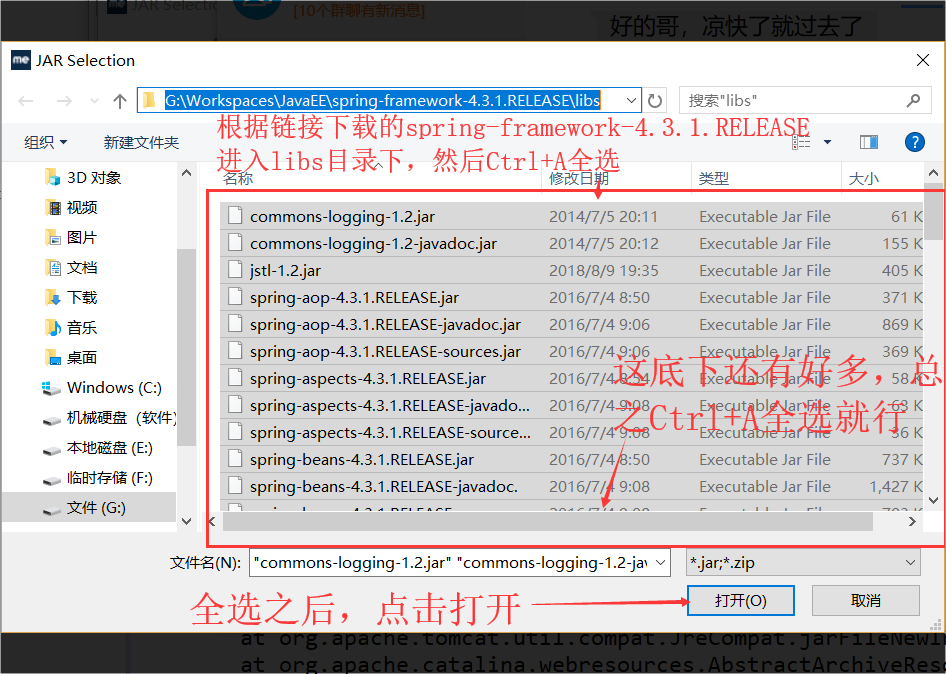 JAR Selectio
[10个群聊有新消息]
好的哥，凉快了就过去了
me JAR Selection
G:\Workspaces\JavaEE\spring-framework-4.3.1.RELEASE\libs
搜索"libs"
组织
新建文件夹
根据链接下载的spring-framework-4.3.1.RELEASE
进入libs目录下，然后Ctrl+A全选
名称 修改日期 类型 大小
3D 对象
视频
图片
文档
下载
音乐
桌面
Windows (C:)
机械硬盘 (软件)
本地磁盘 (E:)
临时存储 (F:)
文件 (G:)
commons-logging-1.2.jar 2014/7/5 20:11 Executable Jar File 61 K
commons-logging-1.2-javadoc.jar 2014/7/5 20:12 Executable Jar File 155 K
jstl-1.2.jar 2018/8/9 19:35 Executable Jar File 405 K
spring-aop-4.3.1.RELEASE.jar 2016/7/4 8:50 Executable Jar File 371 K
spring-aop-4.3.1.RELEASE-javadoc.jar 2016/7/4 9:06 Executable Jar File 869 K
spring-aop-4.3.1.RELEASE-sources.jar 2016/7/4 9:06 Executable Jar File 369 K
spring-aspects-4.3.1.RELEASE.jar 2016/7/4 8:54 Executable Jar File 58 K
spring-aspects-4.3.1.RELEASE-javado... 2016/7/4 9:08 Executable Jar File 63 K
spring-aspects-4.3.1.RELEASE-source... 2016/7/4 9:08 Executable Jar File 36 K
spring-beans-4.3.1.RELEASE.jar 2016/7/4 8:50 Executable Jar File 737 K
spring-beans-4.3.1.RELEASE-javadoc. 2016/7/4 9:08 Executable Jar File 1,427 K
这底下还有好多，总
之Ctrl+A全选就行
文件名(N): "commons-logging-1.2.jar" "commons-logging-1.2-jav
*.jar;*.zip
全选之后，点击打开
打开(O)
取消
at org.apache.tomcat.util.compat.JreCompat.jarFileNewIn
at org.apache.catalina.webresources.AbstractArchiveReso